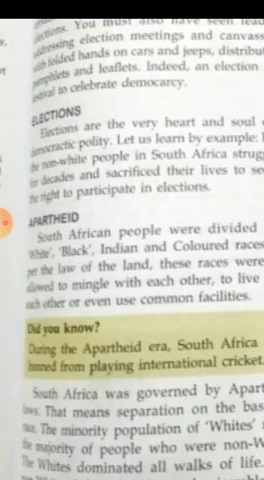 elections. You must also have seen lead
addressing election meetings and canvass
with folded hands on cars and jeeps, distribut
pamphlets and leaflets. Indeed, an election
festival to celebrate democarcy.
ELECTIONS
Elections are the very heart and soul
democractic polity. Let us learn by example:
the non-white people in South Africa strugg
for decades and sacrificed their lives to se
the right to participate in elections.
APARTHEID
South African people were divided
'White', 'Black', Indian and Coloured races
per the law of the land, these races were
allowed to mingle with each other, to live
each other or even use common facilities.
Did you know?
During the Apartheid era, South Africa
banned from playing international cricket.
South Africa was governed by Apart
laws. That means separation on the bas
race. The minority population of 'Whites'
the majority of people who were non-W
The Whites dominated all walks of life.